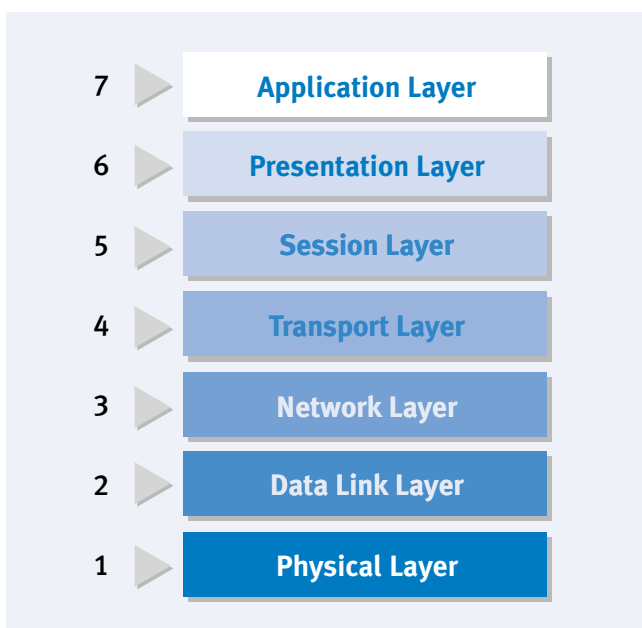 7 Application Layer
6 Presentation Layer
5 Session Layer
4 Transport Layer
3 Network Layer
2 Data Link Layer
1 Physical Layer